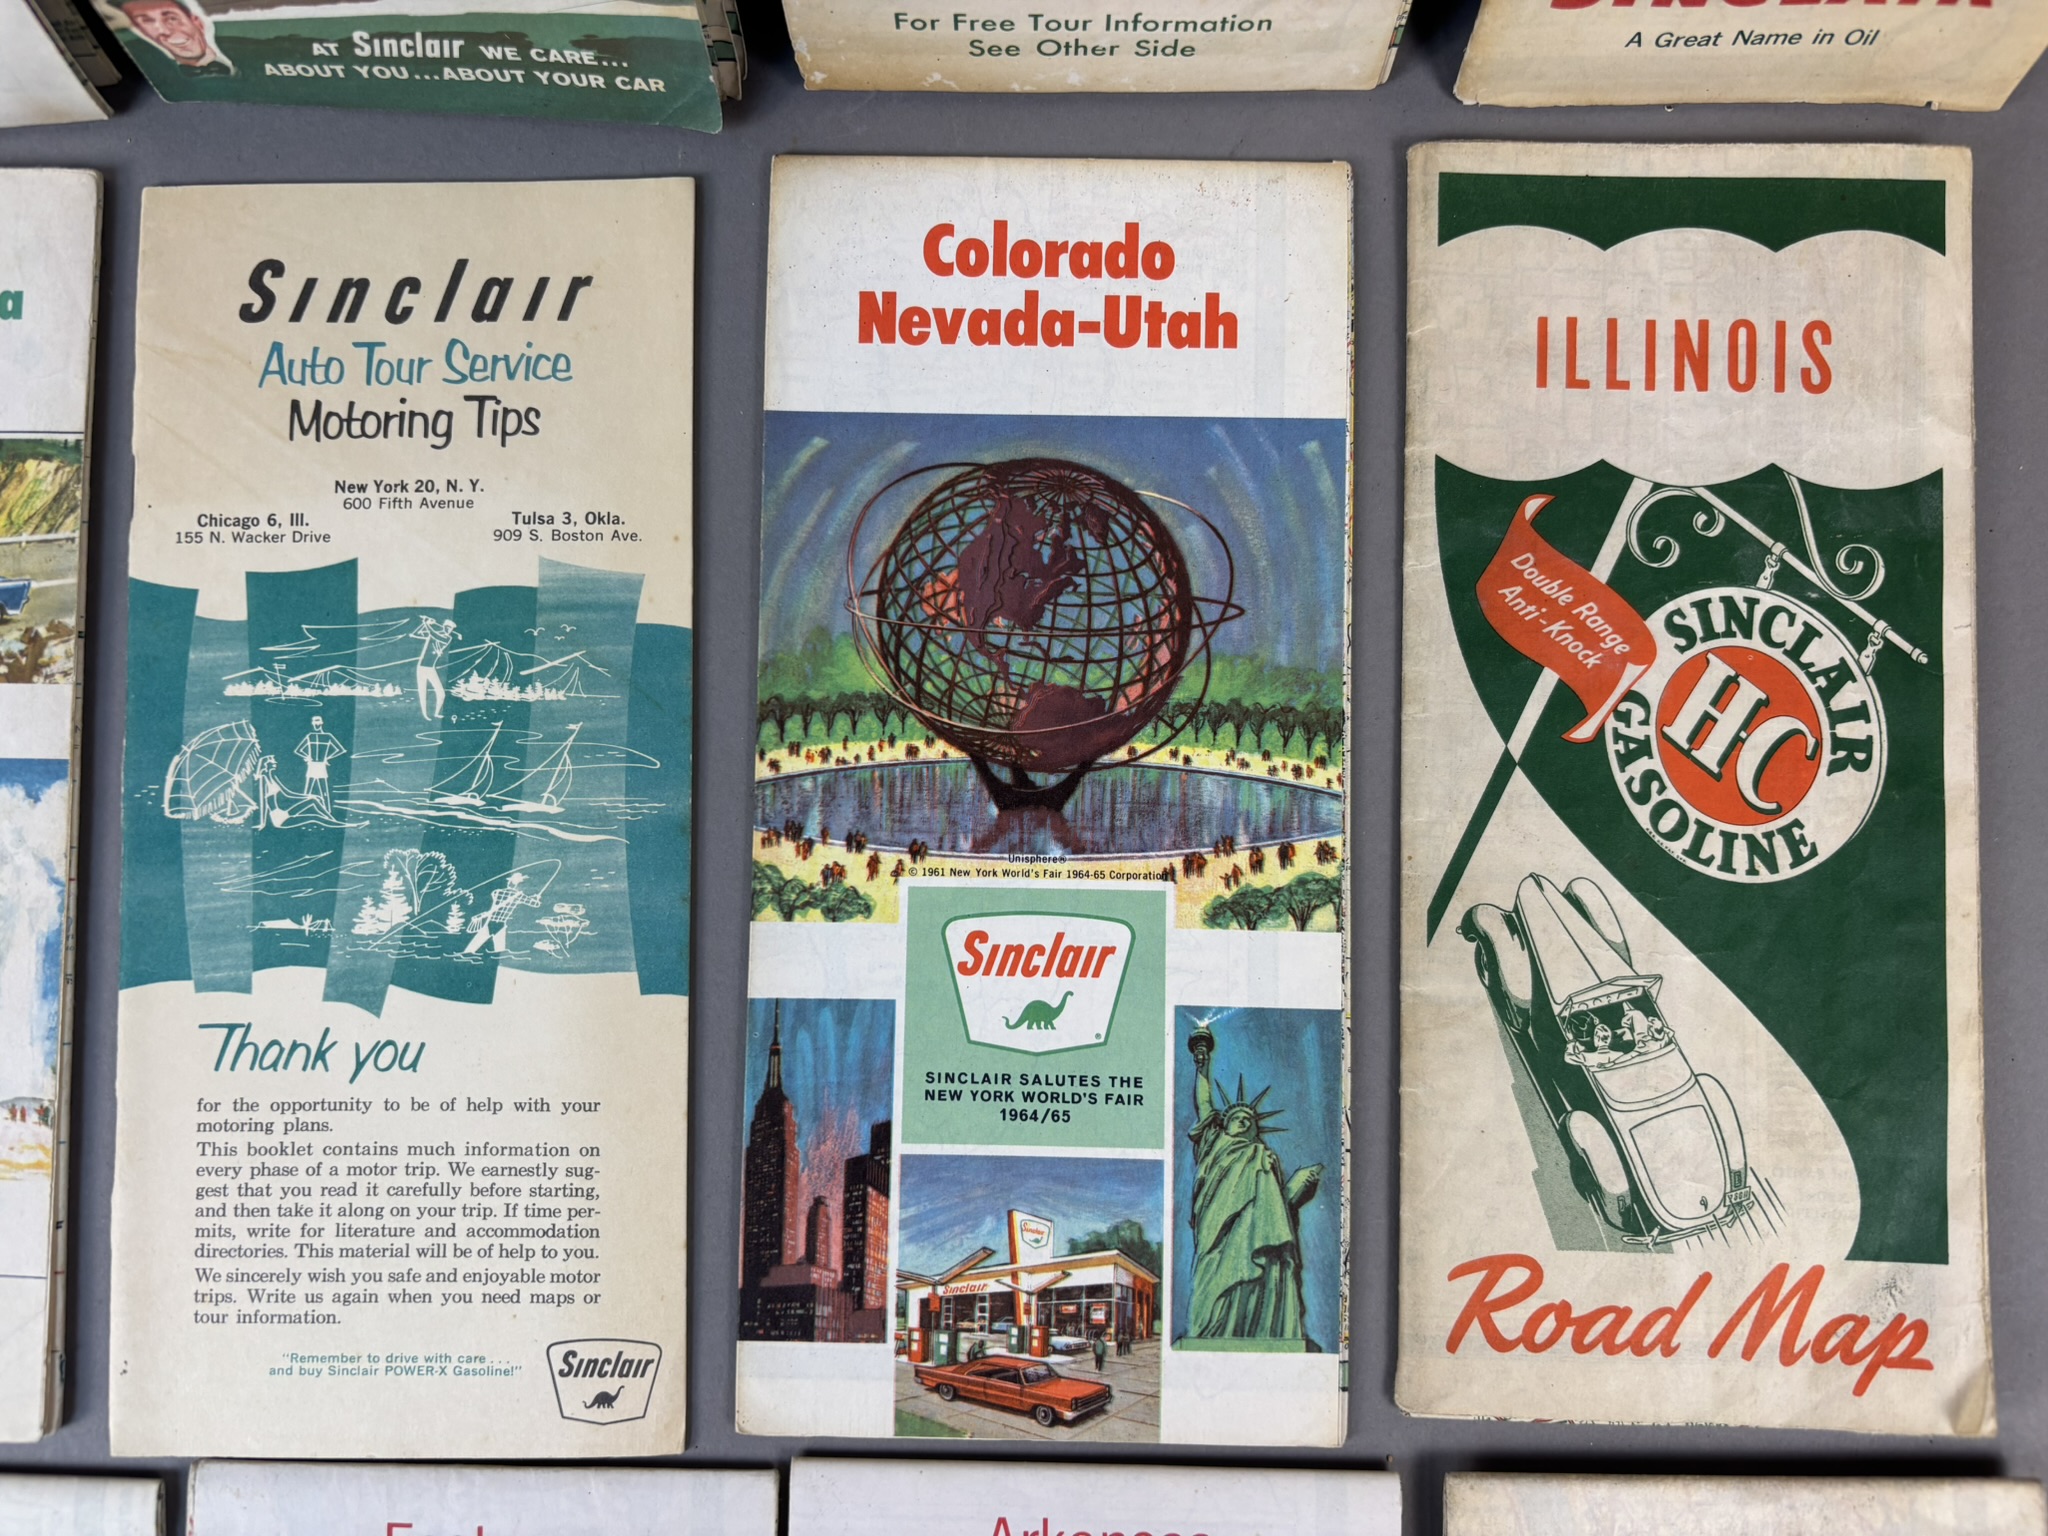 AT Sinclair WE CARE...
ABOUT YOU...ABOUT YOUR CAR
For Free Tour Information
See Other Side
SINCLAIR
A Great Name in Oil
a
Sinclair
Auto Tour Service
Motoring Tips
New York 20, N. Y.
600 Fifth Avenue
Chicago 6, Ill.
155 N. Wacker Drive
Tulsa 3, Okla.
909 S. Boston Ave.
Thank you
for the opportunity to be of help with your
motoring plans.
This booklet contains much information on
every phase of a motor trip. We earnestly sug-
gest that you read it carefully before starting,
and then take it along on your trip. If time per-
mits, write for literature and accommodation
directories. This material will be of help to you.
We sincerely wish you safe and enjoyable motor
trips. Write us again when you need maps or
tour information.
"Remember to drive with care . . .
and buy Sinclair POWER-X Gasoline!"
Sinclair
Colorado
Nevada-Utah
Unisphere®
© 1961 New York World's Fair 1964-65 Corporation
Sinclair
®
SINCLAIR SALUTES THE
NEW YORK WORLD'S FAIR
1964/65
Sinclair
Sinclair
ILLINOIS
Double Range
Anti-Knock
SINCLAIR
H-C
GASOLINE
Road Map
Arkansas